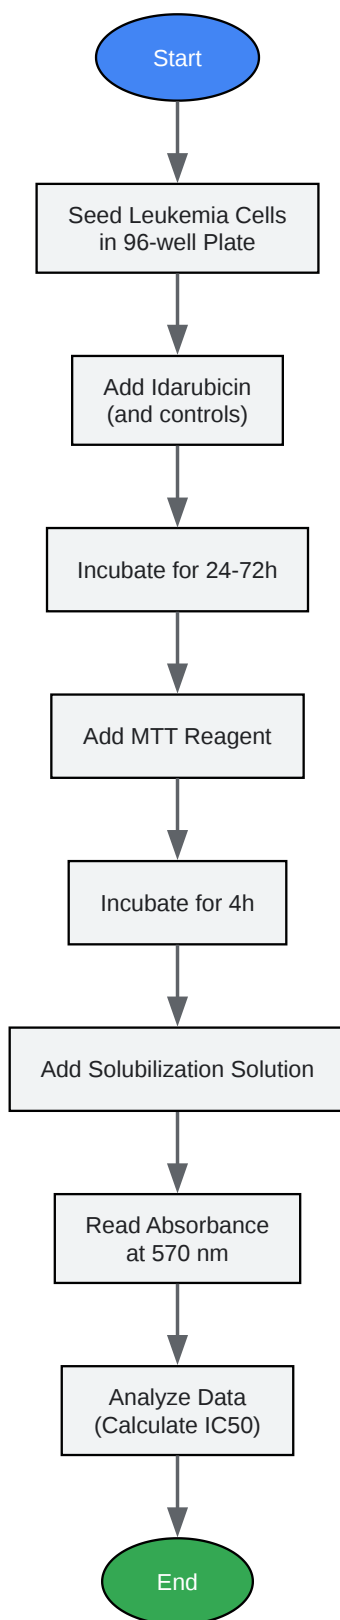 Start
Seed Leukemia Cells
in 96-well Plate
Add Idarubicin
(and controls)
Incubate for 24-72h
Add MTT Reagent
Incubate for 4h
Add Solubilization Solution
Read Absorbance
at 570 nm
Analyze Data
(Calculate IC50)
End